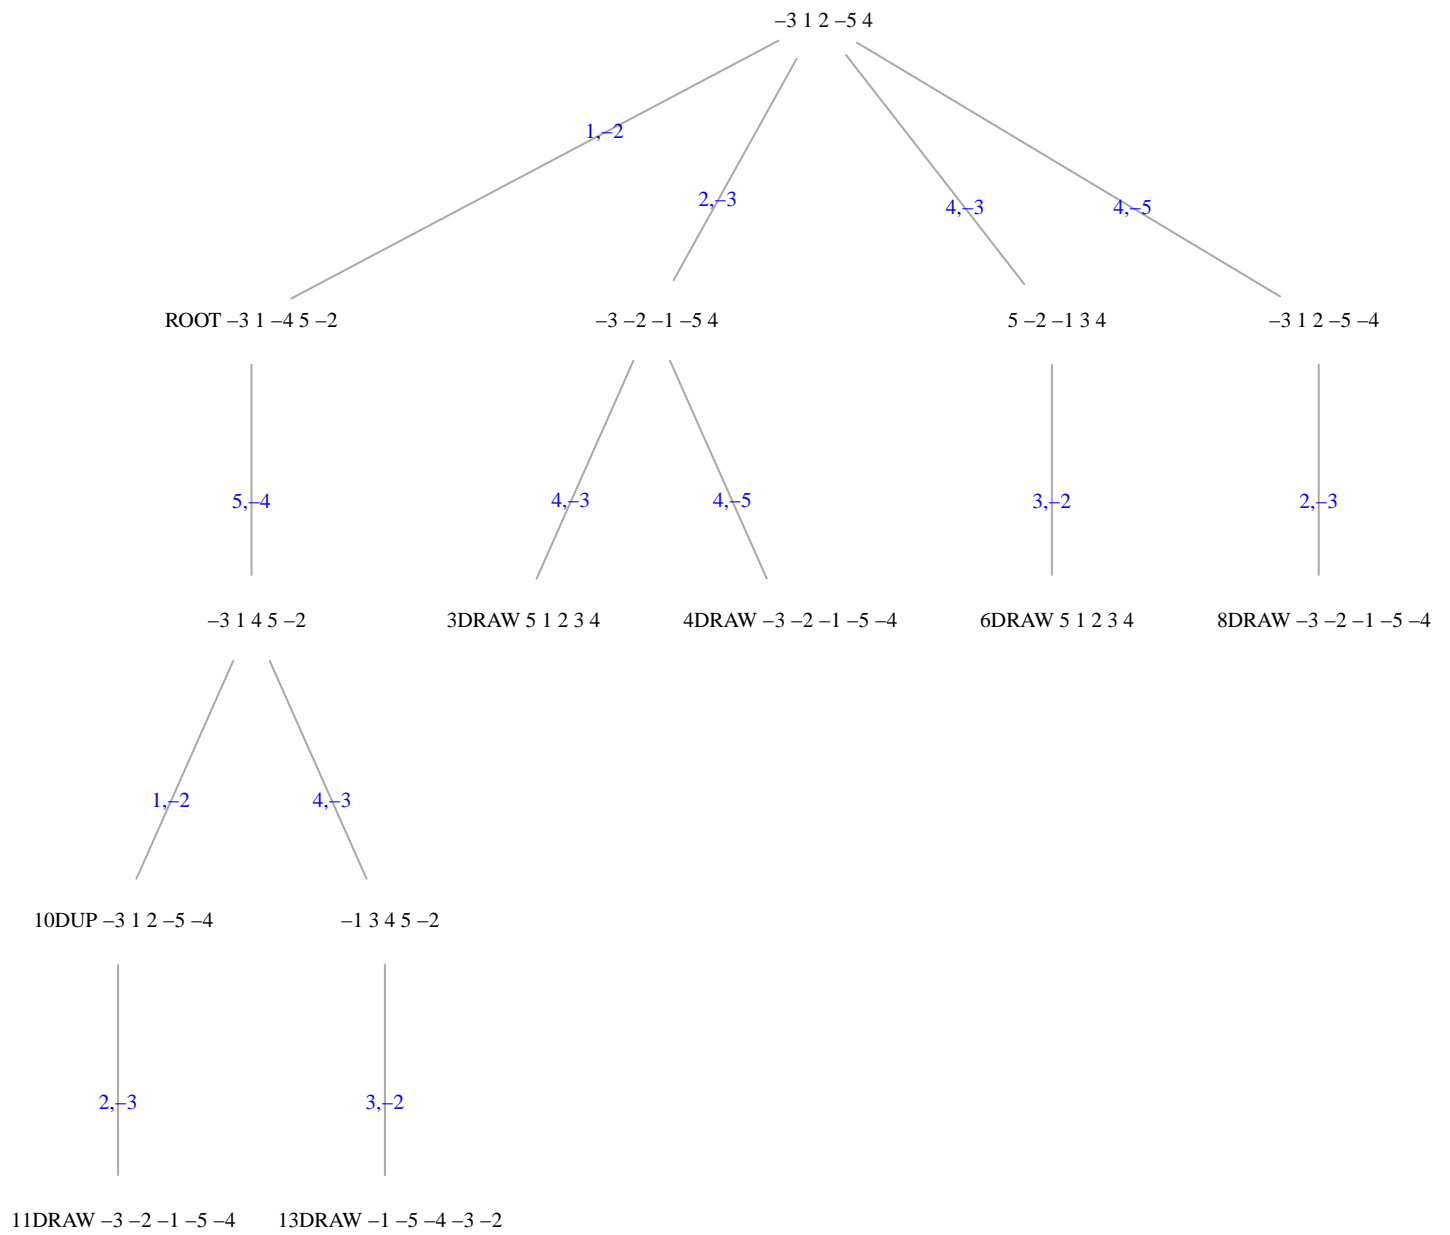 –3 1 2 –5 4
1,–2
2,–3
4,–3
4,–5
ROOT –3 1 –4 5 –2
–3 –2 –1 –5 4
5 –2 –1 3 4
–3 1 2 –5 –4
5,–4
4,–3
4,–5
3,–2
2,–3
–3 1 4 5 –2
3DRAW 5 1 2 3 4
4DRAW –3 –2 –1 –5 –4
6DRAW 5 1 2 3 4
8DRAW –3 –2 –1 –5 –4
1,–2
4,–3
10DUP –3 1 2 –5 –4
–1 3 4 5 –2
2,–3
3,–2
11DRAW –3 –2 –1 –5 –4
13DRAW –1 –5 –4 –3 –2